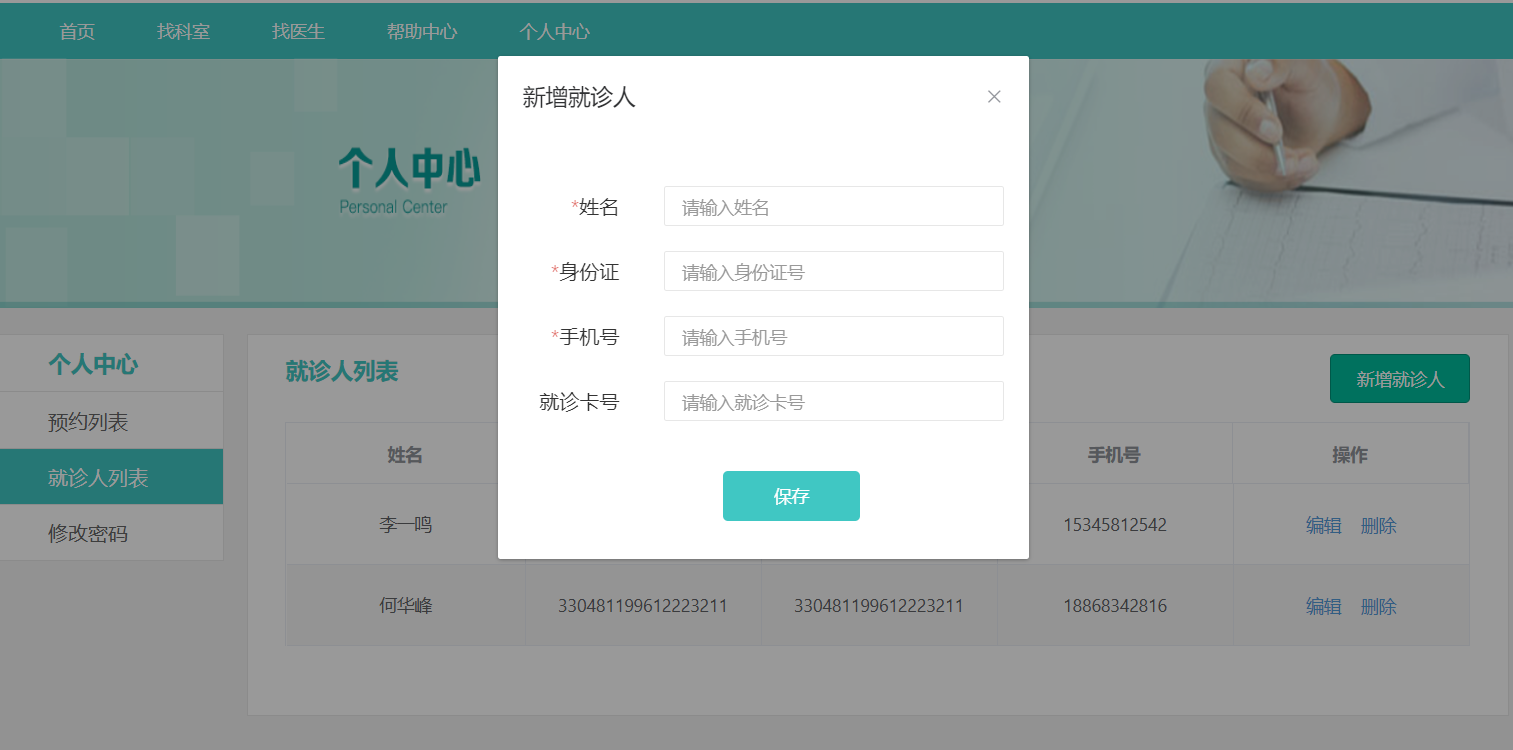 首页 找科室 找医生 帮助中心 个人中心
个人中心
Personal Center
新增就诊人
*姓名 请输入姓名
*身份证 请输入身份证号
*手机号 请输入手机号
就诊卡号 请输入就诊卡号
保存
个人中心
预约列表
就诊人列表
修改密码
就诊人列表 新增就诊人
姓名 手机号 操作
李一鸣 15345812542 编辑 删除
何华峰 330481199612223211 330481199612223211 18868342816 编辑 删除